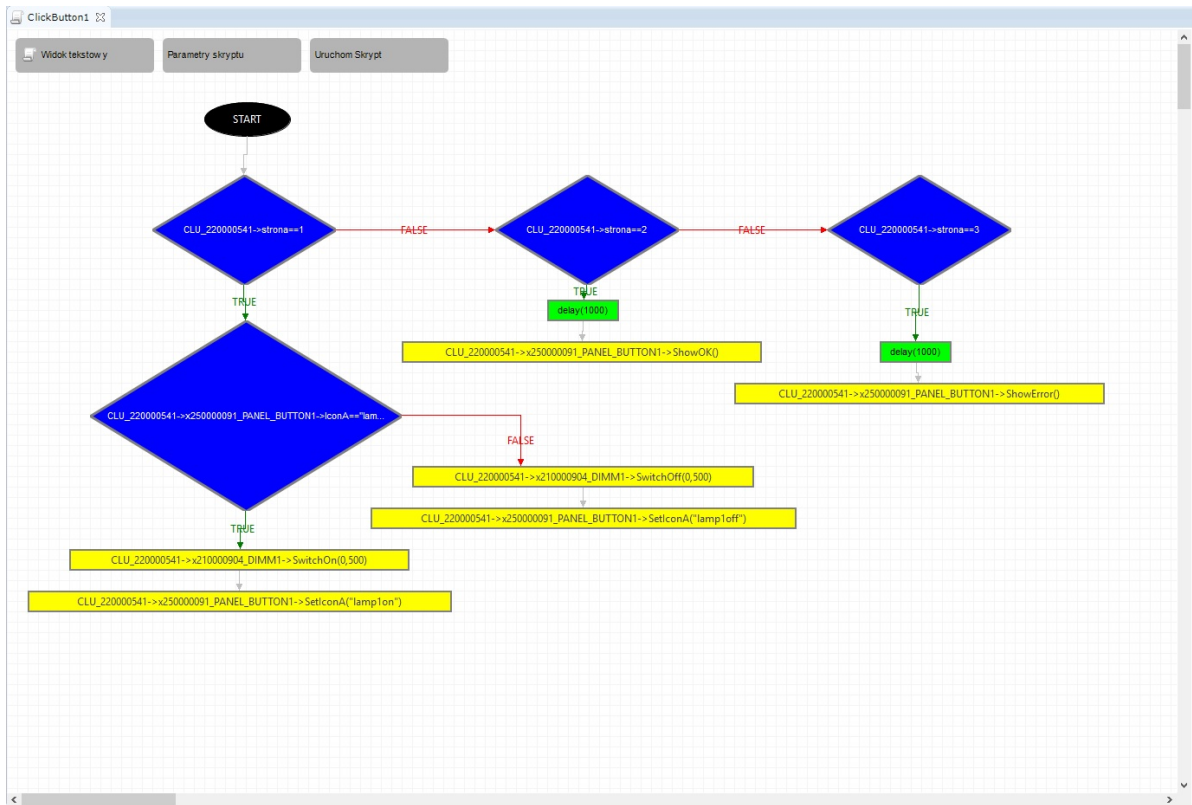 ClickButton1
Widok tekstowy
Parametry skryptu
Uruchom Skrypt
START
CLU_220000541->strona==1
FALSE
CLU_220000541->strona==2
FALSE
CLU_220000541->strona==3
TRUE
TRUE
TRUE
delay(1000)
delay(1000)
CLU_220000541->x250000091_PANEL_BUTTON1->ShowOK()
CLU_220000541->x250000091_PANEL_BUTTON1->ShowError()
CLU_220000541->x250000091_PANEL_BUTTON1->IconA=="lam...
FALSE
CLU_220000541->x210000904_DIMM1->SwitchOff(0,500)
CLU_220000541->x250000091_PANEL_BUTTON1->SetIconA("lamp1off")
TRUE
CLU_220000541->x210000904_DIMM1->SwitchOn(0,500)
CLU_220000541->x250000091_PANEL_BUTTON1->SetIconA("lamp1on")